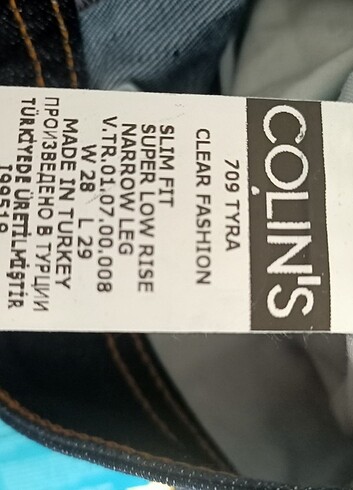 COLIN'S
709 TYRA
CLEAR FASHION
SLIM FIT
SUPER LOW RISE
NARROW LEG
V.TR.01.07.00.008
W 28 L 29
MADE IN TURKEY
ПРОИЗВЕДЕНО В ТУРЦИИ
TÜRKİYEDE ÜRETİLMİŞTİR